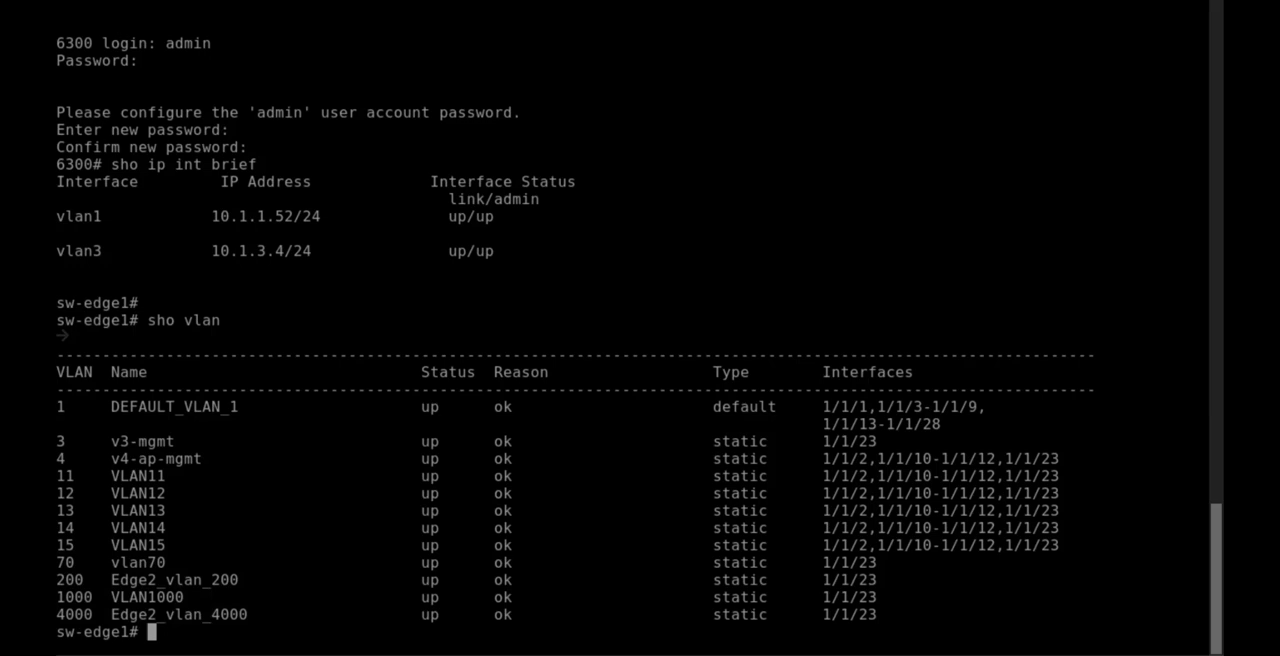 6300 login: admin
Password:
Please configure the 'admin' user account password.
Enter new password:
Confirm new password:
6300# sho ip int brief
Interface         IP Address             Interface Status
                                           link/admin
vlan1            10.1.1.52/24              up/up
vlan3            10.1.3.4/24               up/up
sw-edge1#
sw-edge1# sho vlan
→
------------------------------------------------------------------------------------------------------------------
VLAN  Name                              Status  Reason                  Type        Interfaces
------------------------------------------------------------------------------------------------------------------
1     DEFAULT_VLAN_1                    up      ok                      default     1/1/1,1/1/3-1/1/9,
                                                                                    1/1/13-1/1/28
3     v3-mgmt                           up      ok                      static      1/1/23
4     v4-ap-mgmt                        up      ok                      static      1/1/2,1/1/10-1/1/12,1/1/23
11    VLAN11                            up      ok                      static      1/1/2,1/1/10-1/1/12,1/1/23
12    VLAN12                            up      ok                      static      1/1/2,1/1/10-1/1/12,1/1/23
13    VLAN13                            up      ok                      static      1/1/2,1/1/10-1/1/12,1/1/23
14    VLAN14                            up      ok                      static      1/1/2,1/1/10-1/1/12,1/1/23
15    VLAN15                            up      ok                      static      1/1/2,1/1/10-1/1/12,1/1/23
70    vlan70                            up      ok                      static      1/1/23
200   Edge2_vlan_200                    up      ok                      static      1/1/23
1000  VLAN1000                          up      ok                      static      1/1/23
4000  Edge2_vlan_4000                   up      ok                      static      1/1/23
sw-edge1#